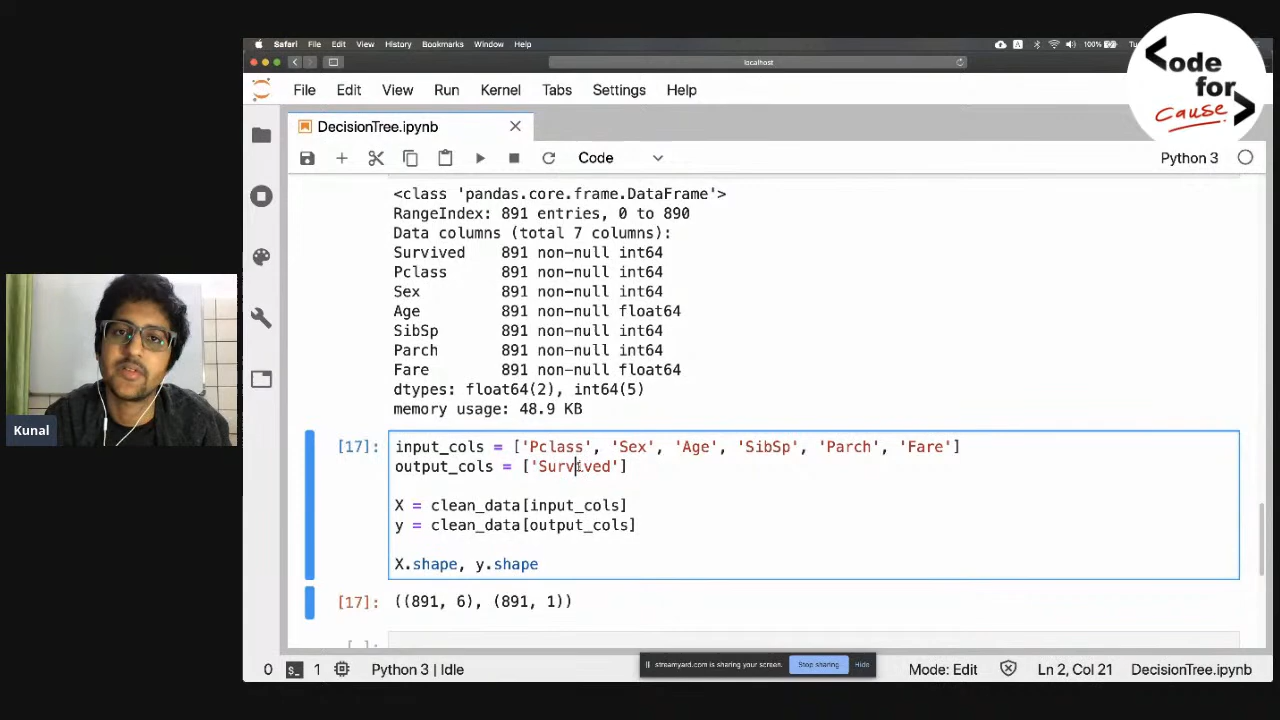 Safari File Edit View History Bookmarks Window Help 100%
localhost
<ode for cause>
File Edit View Run Kernel Tabs Settings Help
DecisionTree.ipynb
Code
Python 3
<class 'pandas.core.frame.DataFrame'>
RangeIndex: 891 entries, 0 to 890
Data columns (total 7 columns):
Survived 891 non-null int64
Pclass 891 non-null int64
Sex 891 non-null int64
Age 891 non-null float64
SibSp 891 non-null int64
Parch 891 non-null int64
Fare 891 non-null float64
dtypes: float64(2), int64(5)
memory usage: 48.9 KB
[17]: input_cols = ['Pclass', 'Sex', 'Age', 'SibSp', 'Parch', 'Fare']
output_cols = ['Survived']
X = clean_data[input_cols]
y = clean_data[output_cols]
X.shape, y.shape
[17]: ((891, 6), (891, 1))
[ ]:
Kunal
streamyard.com is sharing your screen. Stop sharing Hide
0 1 Python 3 | Idle Mode: Edit Ln 2, Col 21 DecisionTree.ipynb